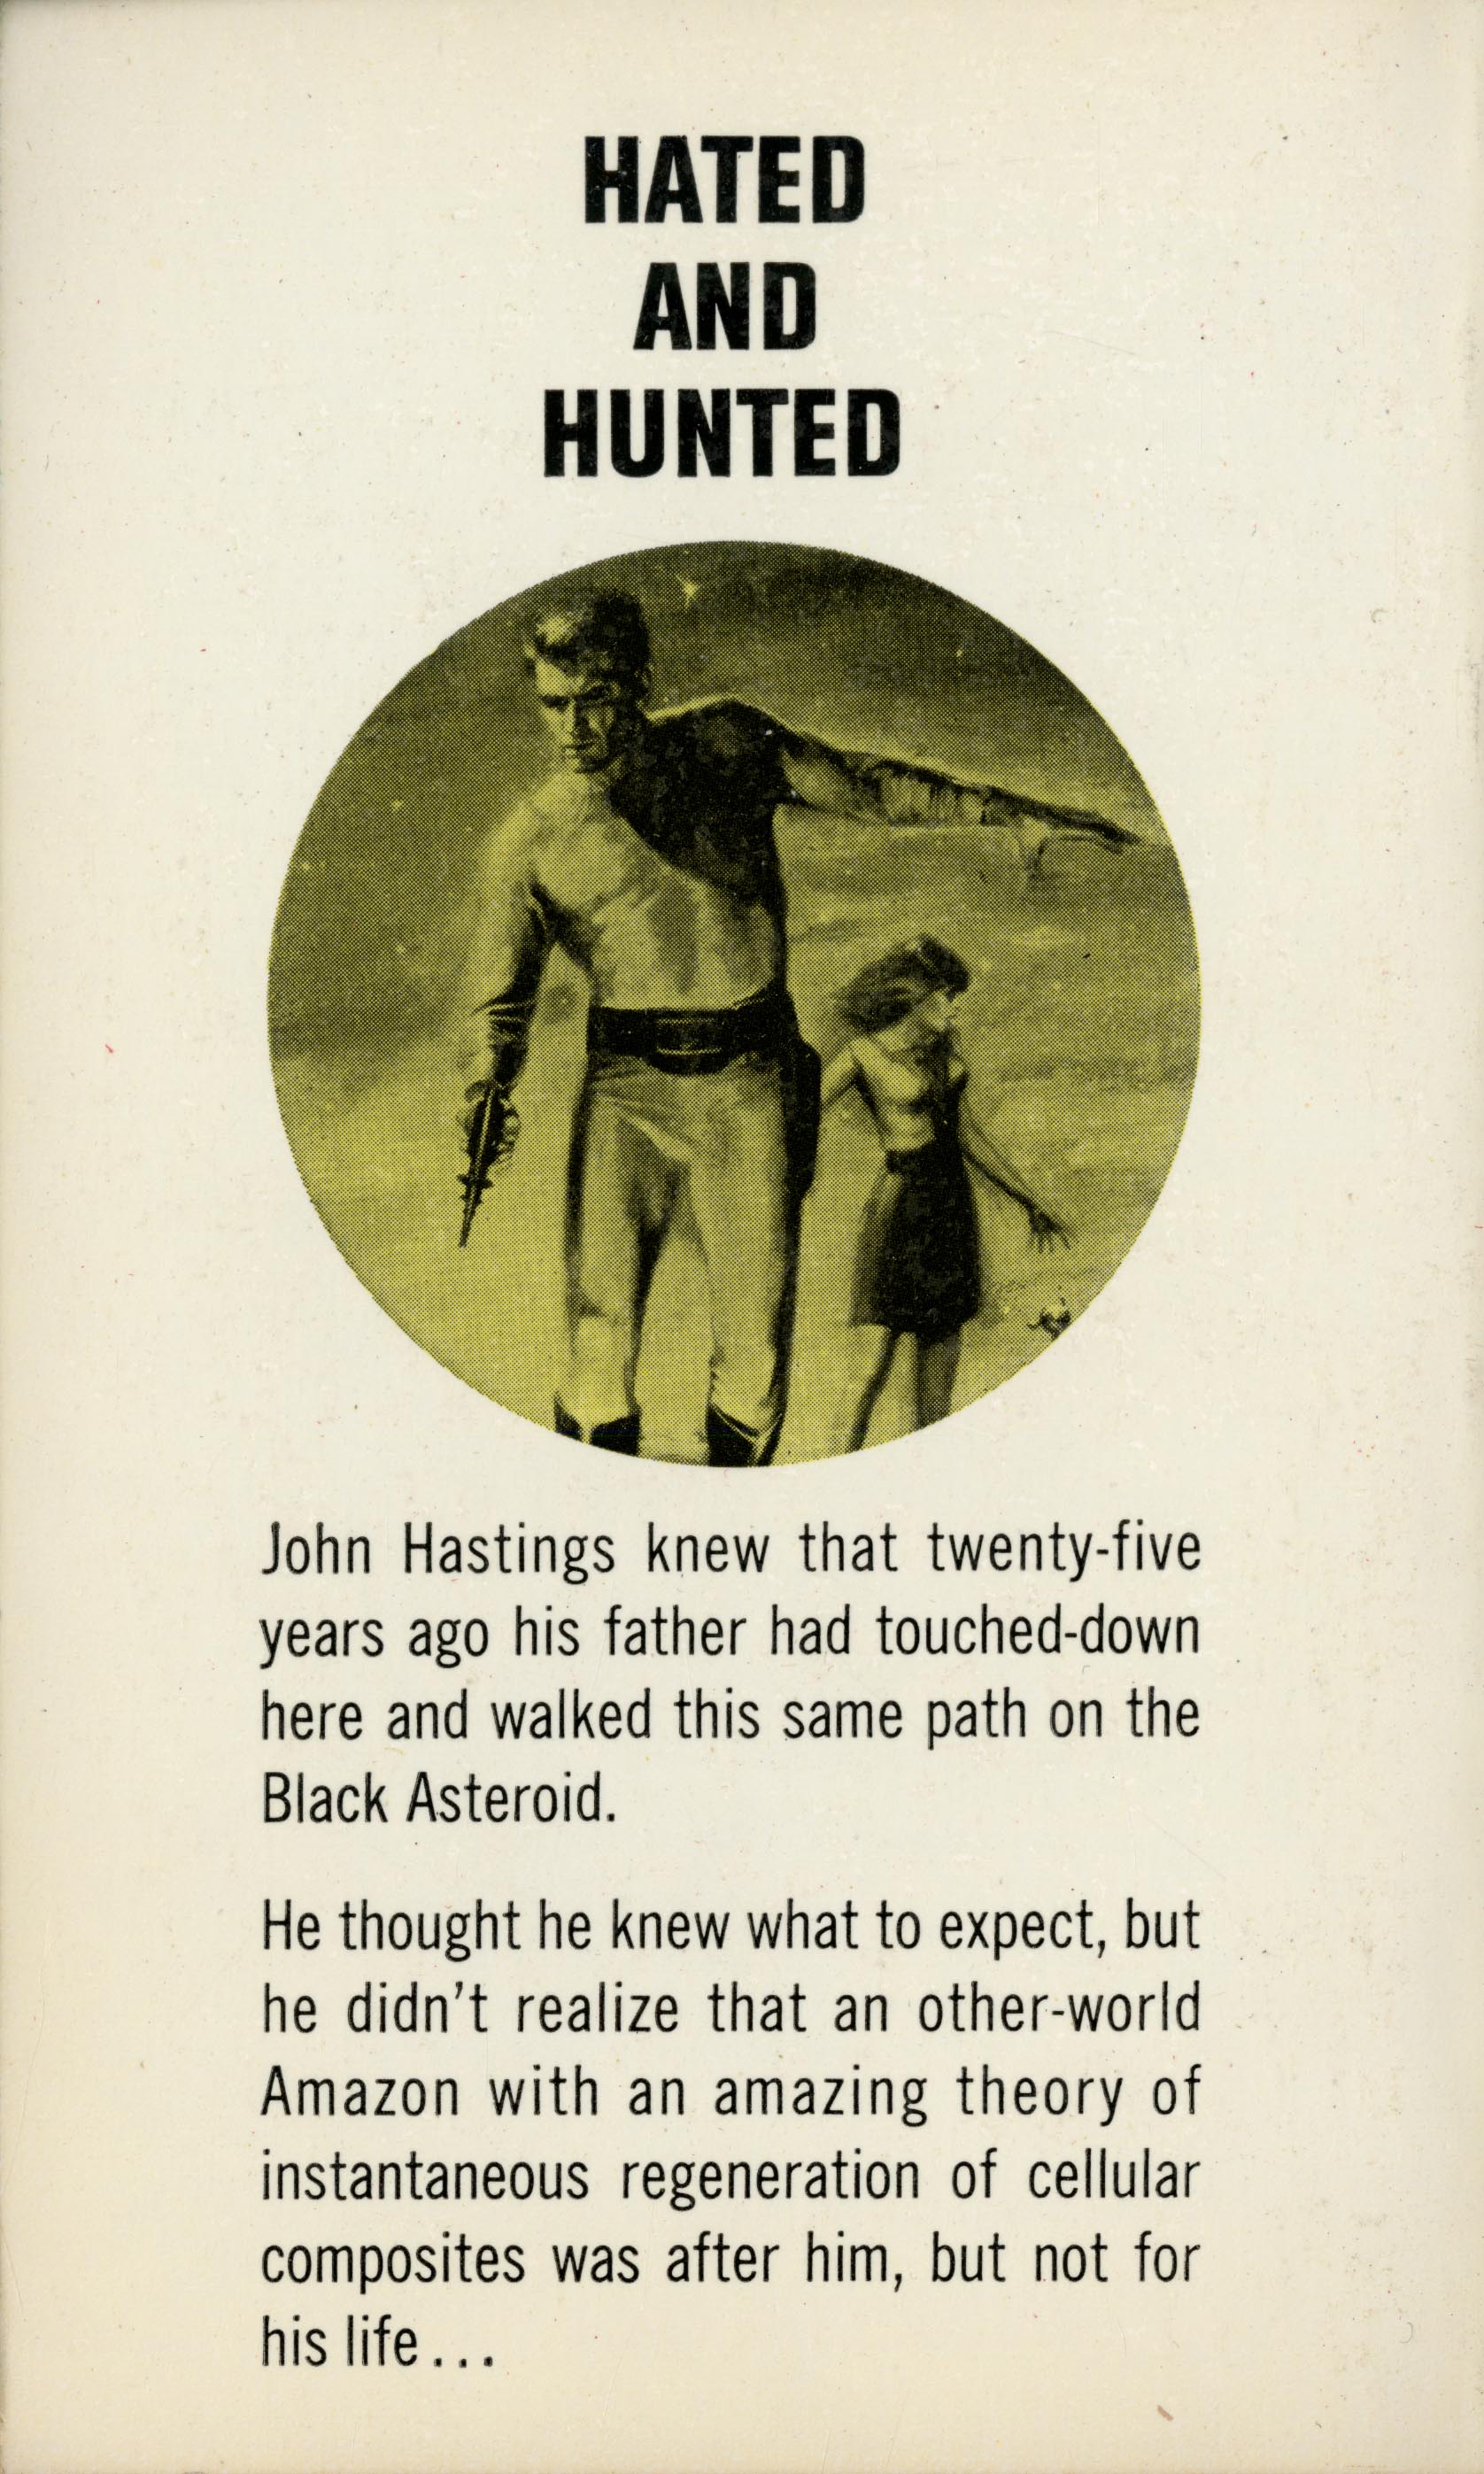 HATED
AND
HUNTED
John Hastings knew that twenty-five
years ago his father had touched-down
here and walked this same path on the
Black Asteroid.
He thought he knew what to expect, but
he didn't realize that an other-world
Amazon with an amazing theory of
instantaneous regeneration of cellular
composites was after him, but not for
his life...